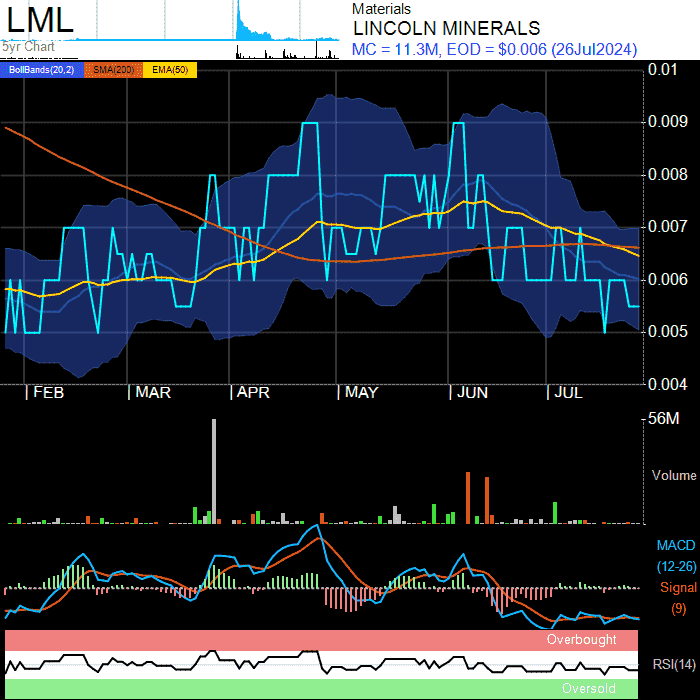 LML
5yr Chart
Materials
LINCOLN MINERALS
MC = 11.3M, EOD = $0.006 (26Jul2024)
BollBands(20,2) SMA(200) EMA(50)
0.01
0.009
0.008
0.007
0.006
0.005
0.004
FEB MAR APR MAY JUN JUL
56M
Volume
MACD
(12-26)
Signal
(9)
Overbought
RSI(14)
Oversold